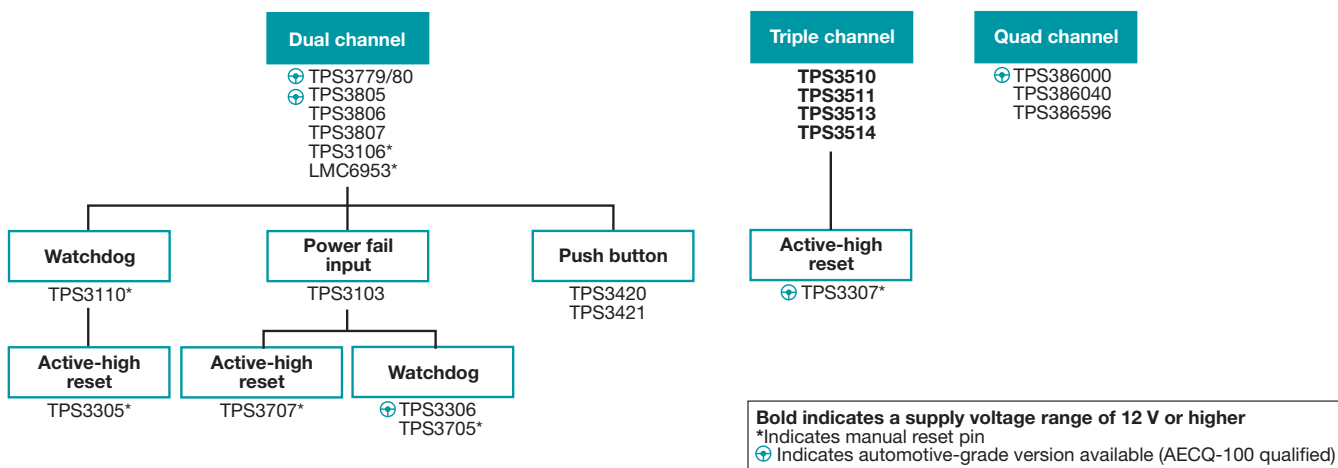 Dual channel
TPS3779/80
TPS3805
TPS3806
TPS3807
TPS3106*
LMC6953*
Watchdog
TPS3110*
Active-high
reset
TPS3305*
Power fail
input
TPS3103
Active-high
reset
TPS3707*
Watchdog
TPS3306
TPS3705*
Push button
TPS3420
TPS3421
Triple channel
TPS3510
TPS3511
TPS3513
TPS3514
Active-high
reset
TPS3307*
Quad channel
TPS386000
TPS386040
TPS386596
Bold indicates a supply voltage range of 12 V or higher
*Indicates manual reset pin
Indicates automotive-grade version available (AECQ-100 qualified)